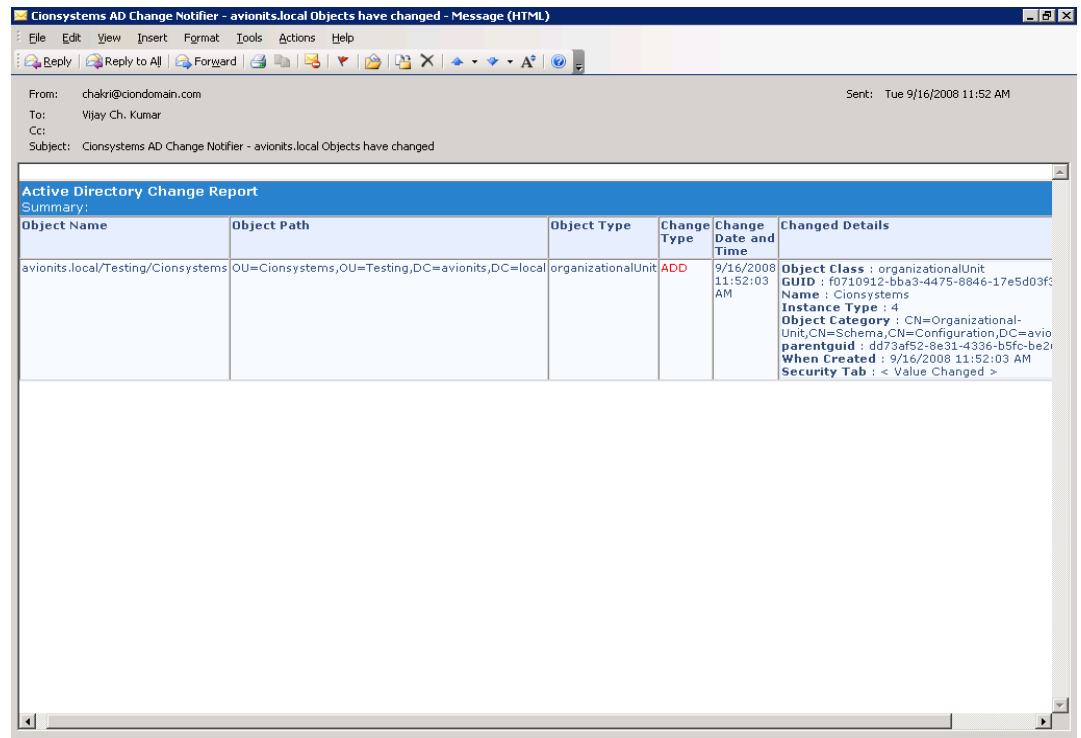 Cionsystems AD Change Notifier - avionits.local Objects have changed - Message (HTML)
File Edit View Insert Format Tools Actions Help
Reply Reply to All Forward
From: chakri@ciondomain.com Sent: Tue 9/16/2008 11:52 AM
To: Vijay Ch. Kumar
Cc:
Subject: Cionsystems AD Change Notifier - avionits.local Objects have changed
Active Directory Change Report
Summary:
Object Name
Object Path
Object Type
Change
Type
Change
Date and
Time
Changed Details
avionits.local/Testing/Cionsystems
OU=Cionsystems,OU=Testing,DC=avionits,DC=local
organizationalUnit
ADD
9/16/2008
11:52:03
AM
Object Class : organizationalUnit
GUID : f0710912-bba3-4475-8846-17e5d03f3
Name : Cionsystems
Instance Type : 4
Object Category : CN=Organizational-
Unit,CN=Schema,CN=Configuration,DC=avio
parentguid : dd73af52-8e31-4336-b5fc-be2
When Created : 9/16/2008 11:52:03 AM
Security Tab : < Value Changed >